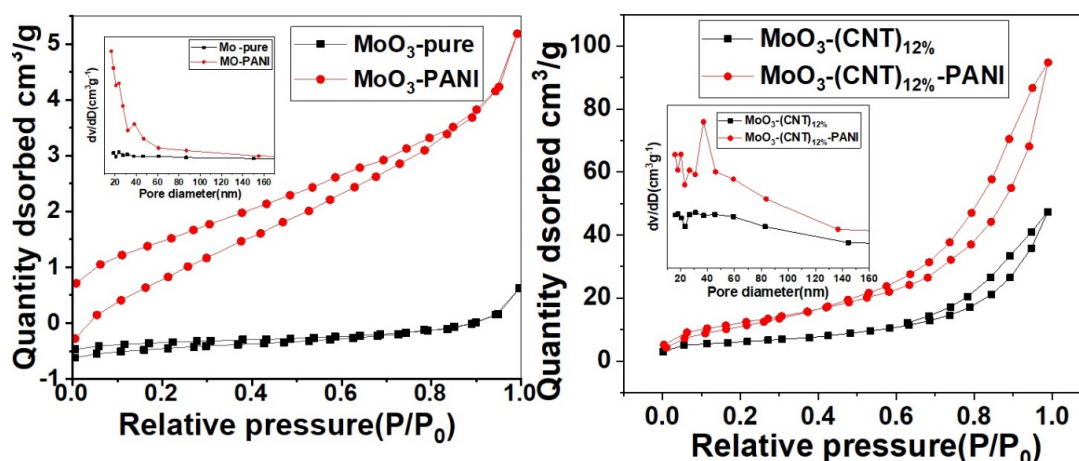 Quantity dsorbed cm³/g
5
4
3
2
1
0
-1
0.0 0.2 0.4 0.6 0.8 1.0
Relative pressure(P/P₀)
MoO₃-pure
MoO₃-PANI
dv/dD(cm³g⁻¹)
Mo -pure
MO-PANI
20 40 60 80 100 120 140 160
Pore diameter(nm)
Quantity dsorbed cm³/g
100
80
60
40
20
0
0.0 0.2 0.4 0.6 0.8 1.0
Relative pressure(P/P₀)
MoO₃-(CNT)₁₂%
MoO₃-(CNT)₁₂%-PANI
dv/dD(cm³g⁻¹)
MoO₃-(CNT)₁₂%
MoO₃-(CNT)₁₂%-PANI
20 40 60 80 100 120 140 160
Pore diameter(nm)